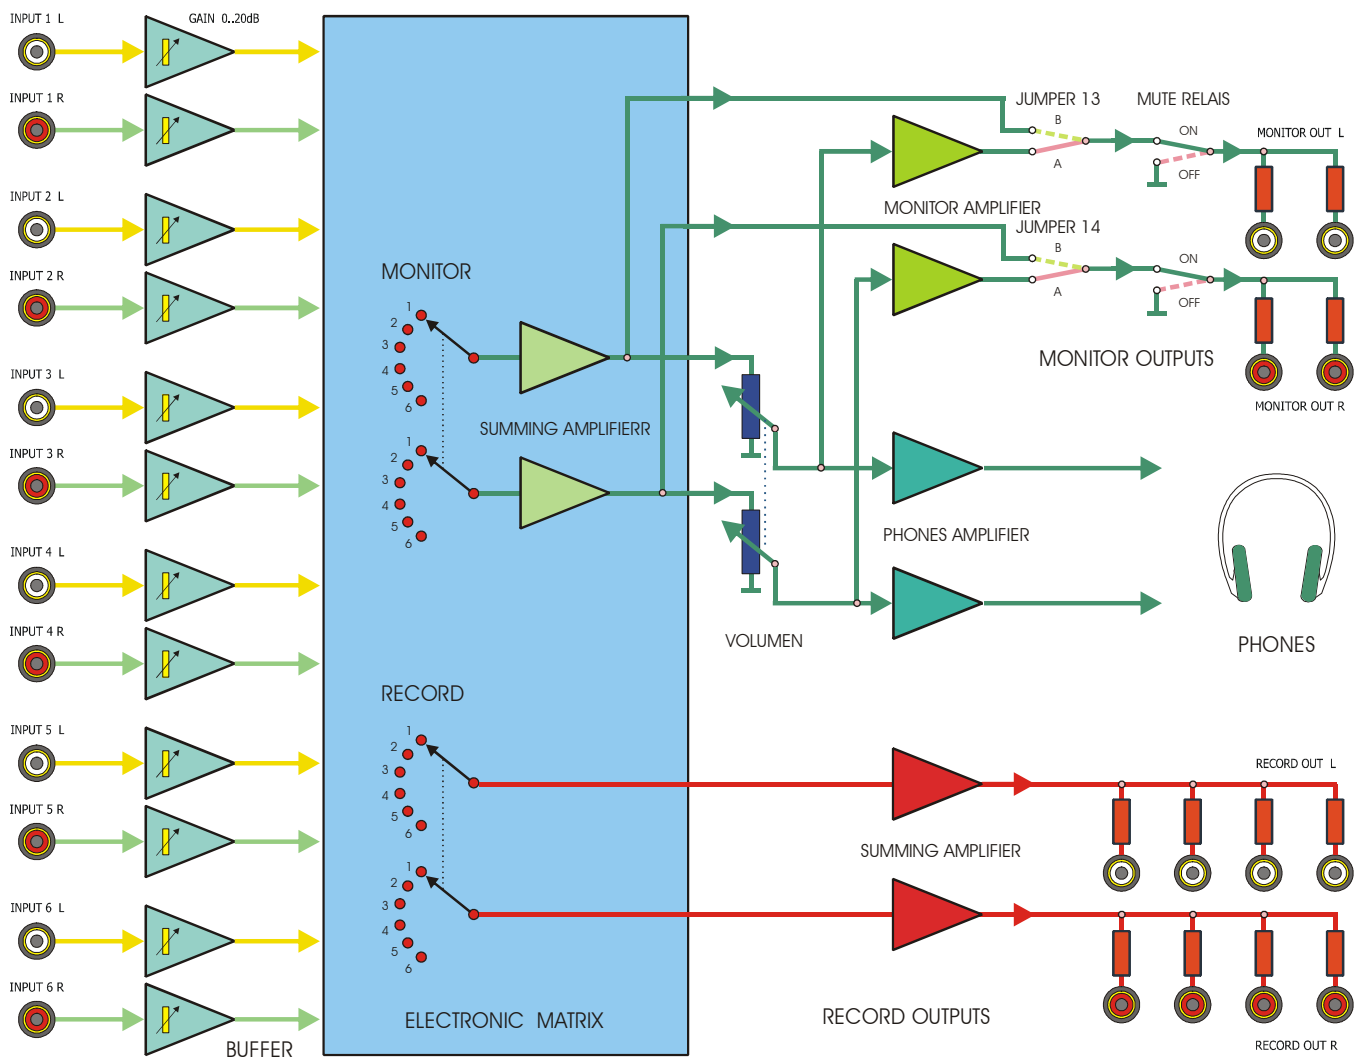 INPUT 1 L
GAIN 0..20dB
INPUT 1 R
INPUT 2 L
INPUT 2 R
INPUT 3 L
INPUT 3 R
INPUT 4 L
INPUT 4 R
INPUT 5 L
INPUT 5 R
INPUT 6 L
INPUT 6 R
BUFFER
MONITOR
1
2
3
4
5
6
SUMMING AMPLIFIERR
1
2
3
4
5
6
RECORD
1
2
3
4
5
6
1
2
3
4
5
6
ELECTRONIC MATRIX
JUMPER 13
B
A
MUTE RELAIS
ON
OFF
MONITOR OUT L
MONITOR AMPLIFIER
JUMPER 14
B
A
ON
OFF
MONITOR OUTPUTS
MONITOR OUT R
PHONES AMPLIFIER
VOLUMEN
PHONES
RECORD OUT L
SUMMING AMPLIFIER
RECORD OUTPUTS
RECORD OUT R